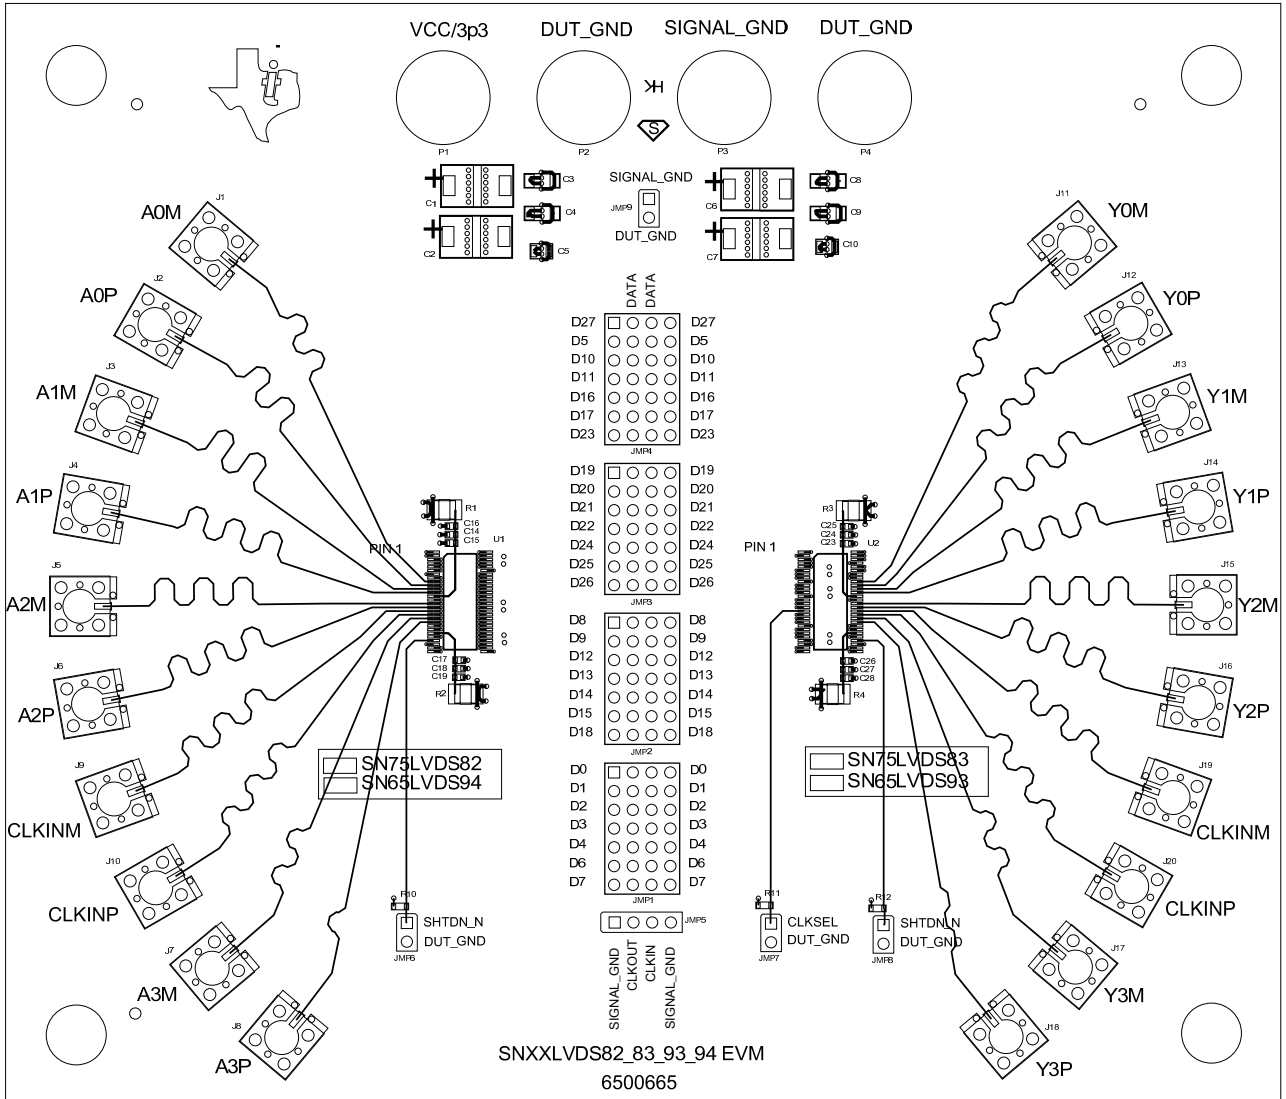 VCC/3p3 DUT_GND SIGNAL_GND DUT_GND
HK
S
P1 P2 P3 P4
C1 C3
C2 C4
C5
SIGNAL_GND
JMP9
DUT_GND
C6 C8
C7 C9
C10
J1 A0M
J2 A0P
J3 A1M
J4 A1P
J5 A2M
J6 A2P
J9 CLKINM
J10 CLKINP
J7 A3M
J8 A3P
R1
C16
C14
C15
PIN 1 U1
C17
C18
C19
R2
SN75LVDS82
SN65LVDS94
R10
SHTDN_N
DUT_GND
JMP6
DATA DATA
D27 D27
D5 D5
D10 D10
D11 D11
D16 D16
D17 D17
D23 D23
JMP4
D19 D19
D20 D20
D21 D21
D22 D22
D24 D24
D25 D25
D26 D26
JMP3
D8 D8
D9 D9
D12 D12
D13 D13
D14 D14
D15 D15
D18 D18
JMP2
D0 D0
D1 D1
D2 D2
D3 D3
D4 D4
D6 D6
D7 D7
JMP1
JMP5
SIGNAL_GND CLKOUT CLKIN SIGNAL_GND
R3
C25
C24
C23
PIN 1 U2
C26
C27
C28
R4
SN75LVDS83
SN65LVDS93
R11
CLKSEL
DUT_GND
JMP7
R12
SHTDN_N
DUT_GND
JMP8
J11 Y0M
J12 Y0P
J13 Y1M
J14 Y1P
J15 Y2M
J16 Y2P
J19 CLKINM
J20 CLKINP
J17 Y3M
J18 Y3P
SNXXLVDS82_83_93_94 EVM
6500665